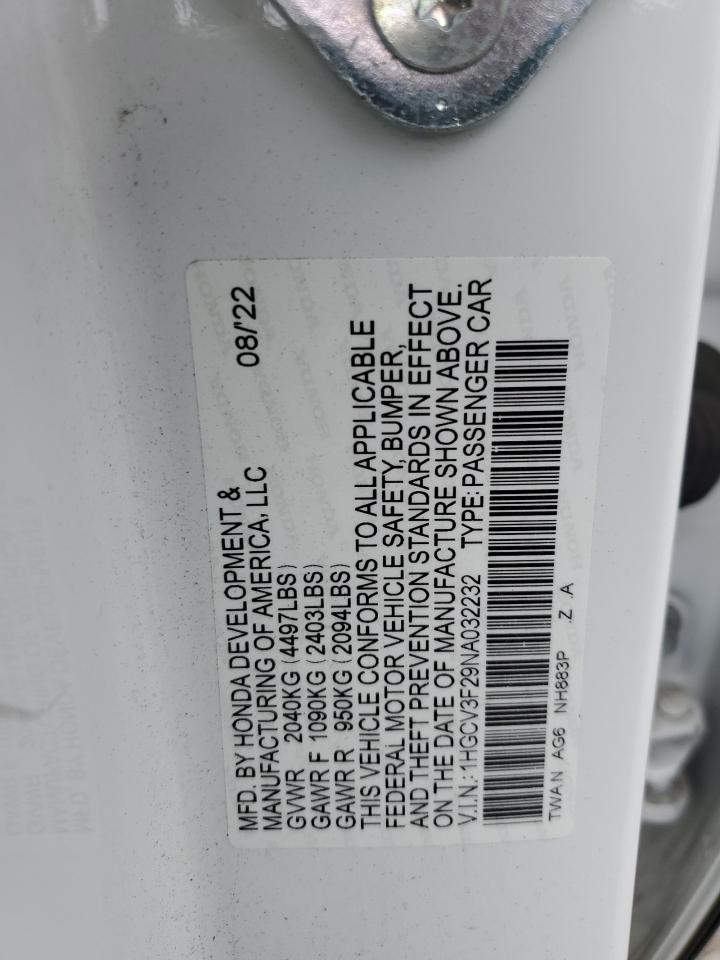 MFD. BY HONDA DEVELOPMENT & 08/'22
MANUFACTURING OF AMERICA, LLC
GVWR 2040KG (4497LBS)
GAWR F 1090KG (2403LBS)
GAWR R 950KG (2094LBS)
THIS VEHICLE CONFORMS TO ALL APPLICABLE
FEDERAL MOTOR VEHICLE SAFETY, BUMPER,
AND THEFT PREVENTION STANDARDS IN EFFECT
ON THE DATE OF MANUFACTURE SHOWN ABOVE.
V.I.N.: 1HGCV3F29NA032232 TYPE: PASSENGER CAR
TWAN AG6 NH883P .Z .A